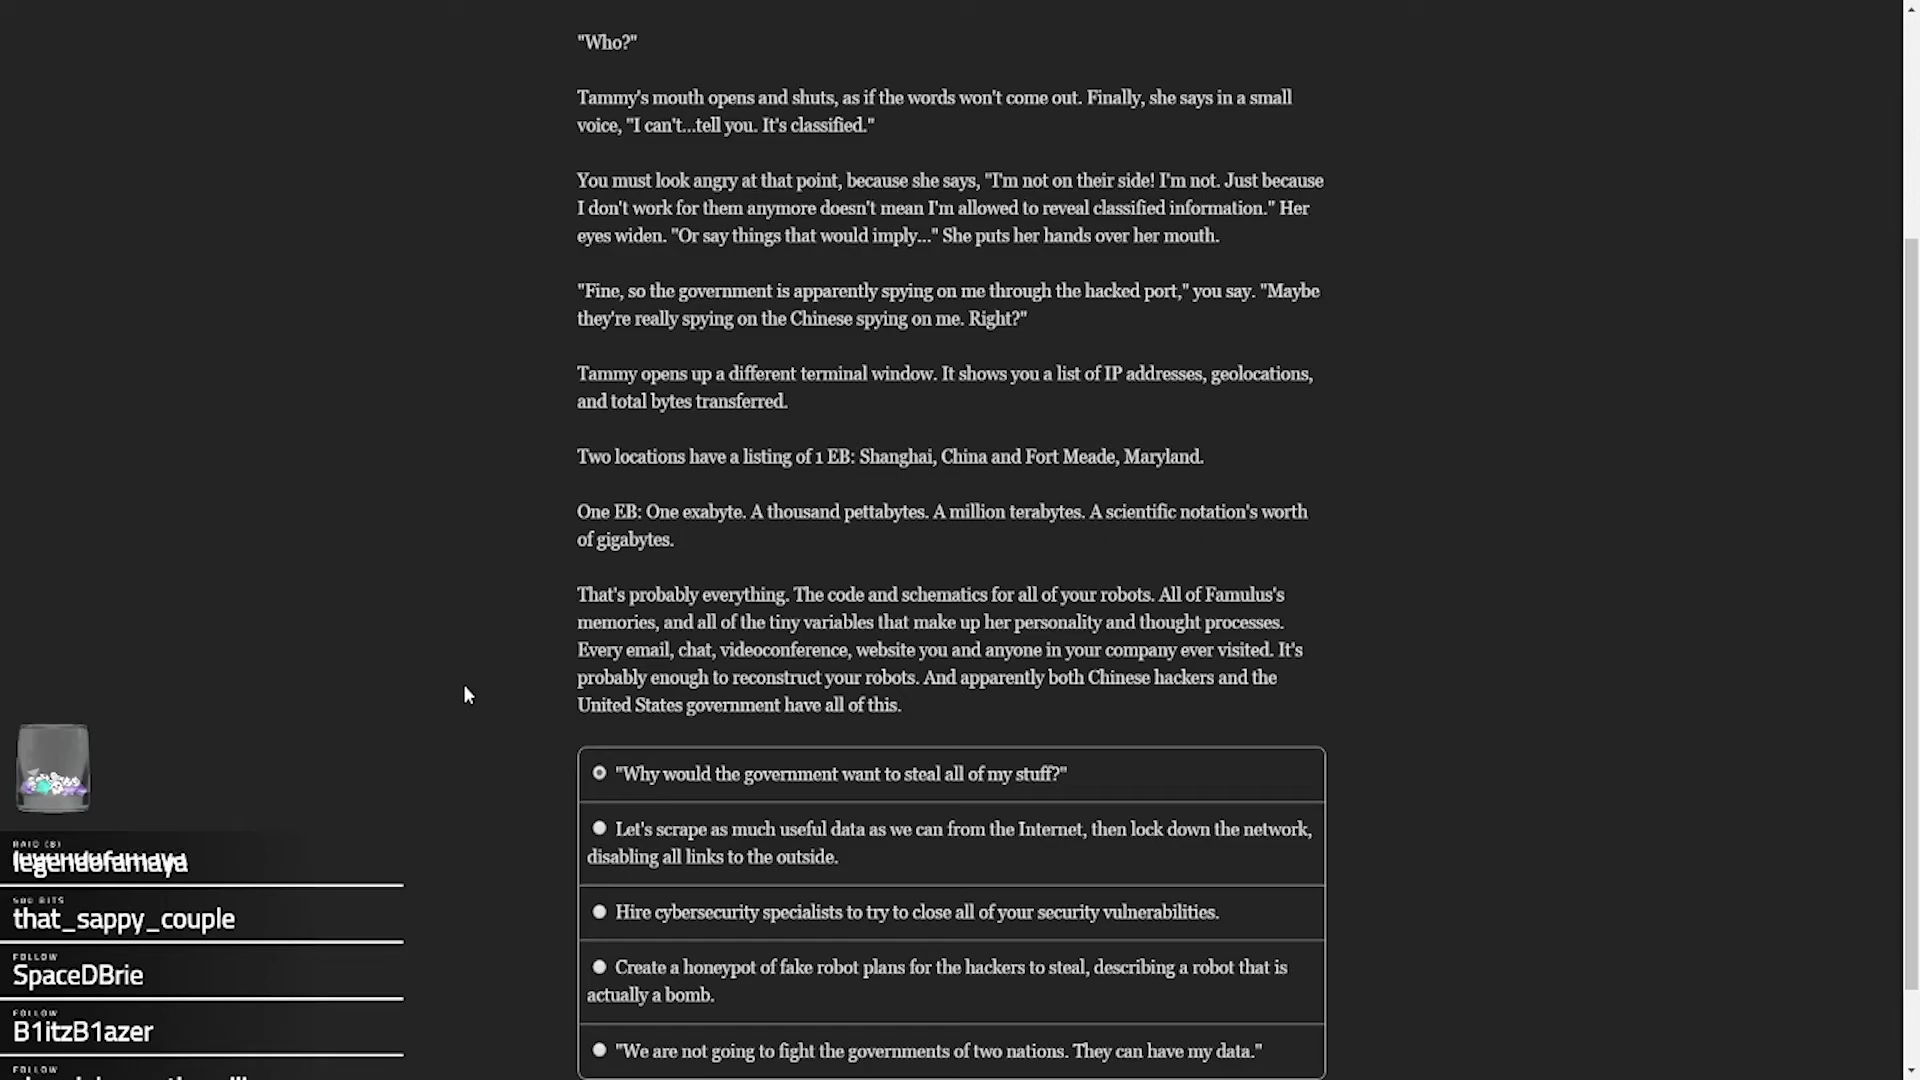 "Who?"
Tammy's mouth opens and shuts, as if the words won't come out. Finally, she says in a small
voice, "I can't...tell you. It's classified."
You must look angry at that point, because she says, "I'm not on their side! I'm not. Just because
I don't work for them anymore doesn't mean I'm allowed to reveal classified information." Her
eyes widen. "Or say things that would imply..." She puts her hands over her mouth.
"Fine, so the government is apparently spying on me through the hacked port," you say. "Maybe
they're really spying on the Chinese spying on me. Right?"
Tammy opens up a different terminal window. It shows you a list of IP addresses, geolocations,
and total bytes transferred.
Two locations have a listing of 1 EB: Shanghai, China and Fort Meade, Maryland.
One EB: One exabyte. A thousand pettabytes. A million terabytes. A scientific notation's worth
of gigabytes.
That's probably everything. The code and schematics for all of your robots. All of Famulus's
memories, and all of the tiny variables that make up her personality and thought processes.
Every email, chat, videoconference, website you and anyone in your company ever visited. It's
probably enough to reconstruct your robots. And apparently both Chinese hackers and the
United States government have all of this.
"Why would the government want to steal all of my stuff?"
Let's scrape as much useful data as we can from the Internet, then lock down the network,
disabling all links to the outside.
Hire cybersecurity specialists to try to close all of your security vulnerabilities.
Create a honeypot of fake robot plans for the hackers to steal, describing a robot that is
actually a bomb.
"We are not going to fight the governments of two nations. They can have my data."
RAID (8)
legendofamaya
500 BITS
that_sappy_couple
FOLLOW
SpaceDBrie
FOLLOW
B1itzB1azer
FOLLOW